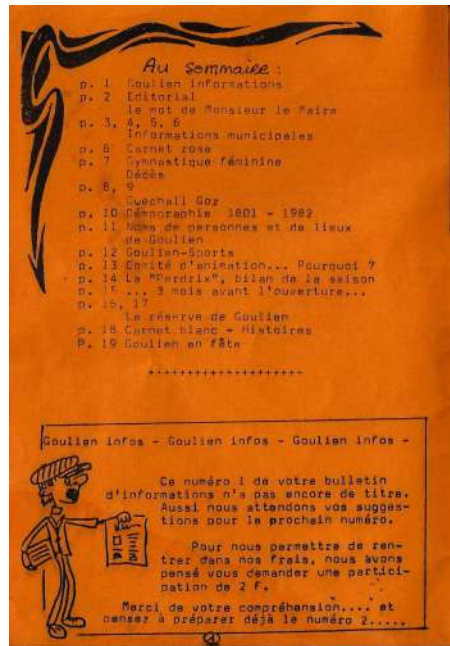 Au Sommaire :
p. 1 Goulien informations
p. 2 Editorial
le mot de Monsieur le Maire
p. 3, 4, 5, 6
Informations municipales
p. 6 Carnet rose
p. 7 Gymnastique féminine
Décès
p. 8, 9
Gwechall Goz
p. 10 Démographie 1801 - 1982
p. 11 Noms de personnes et de lieux
de Goulien
p. 12 Goulien-Sports
p. 13 Comité d'animation... Pourquoi ?
p. 14 La "Perdrix", bilan de la saison
p. 15 ... 3 mois avant l'ouverture...
p. 16, 17
La réserve de Goulien
p. 18 Carnet blanc - Histoires
P. 19 Goulien en fête
++++++++++++++++++++
Goulien infos - Goulien infos - Goulien infos -
Ce numéro 1 de votre bulletin
d'informations n'a pas encore de titre.
Aussi nous attendons vos sugges-
tions pour le prochain numéro.
Pour nous permettre de ren-
trer dans nos frais, nous avons
pensé vous demander une partici-
pation de 2 F.
Merci de votre compréhension.... et
pensez à préparer déjà le numéro 2.....
1